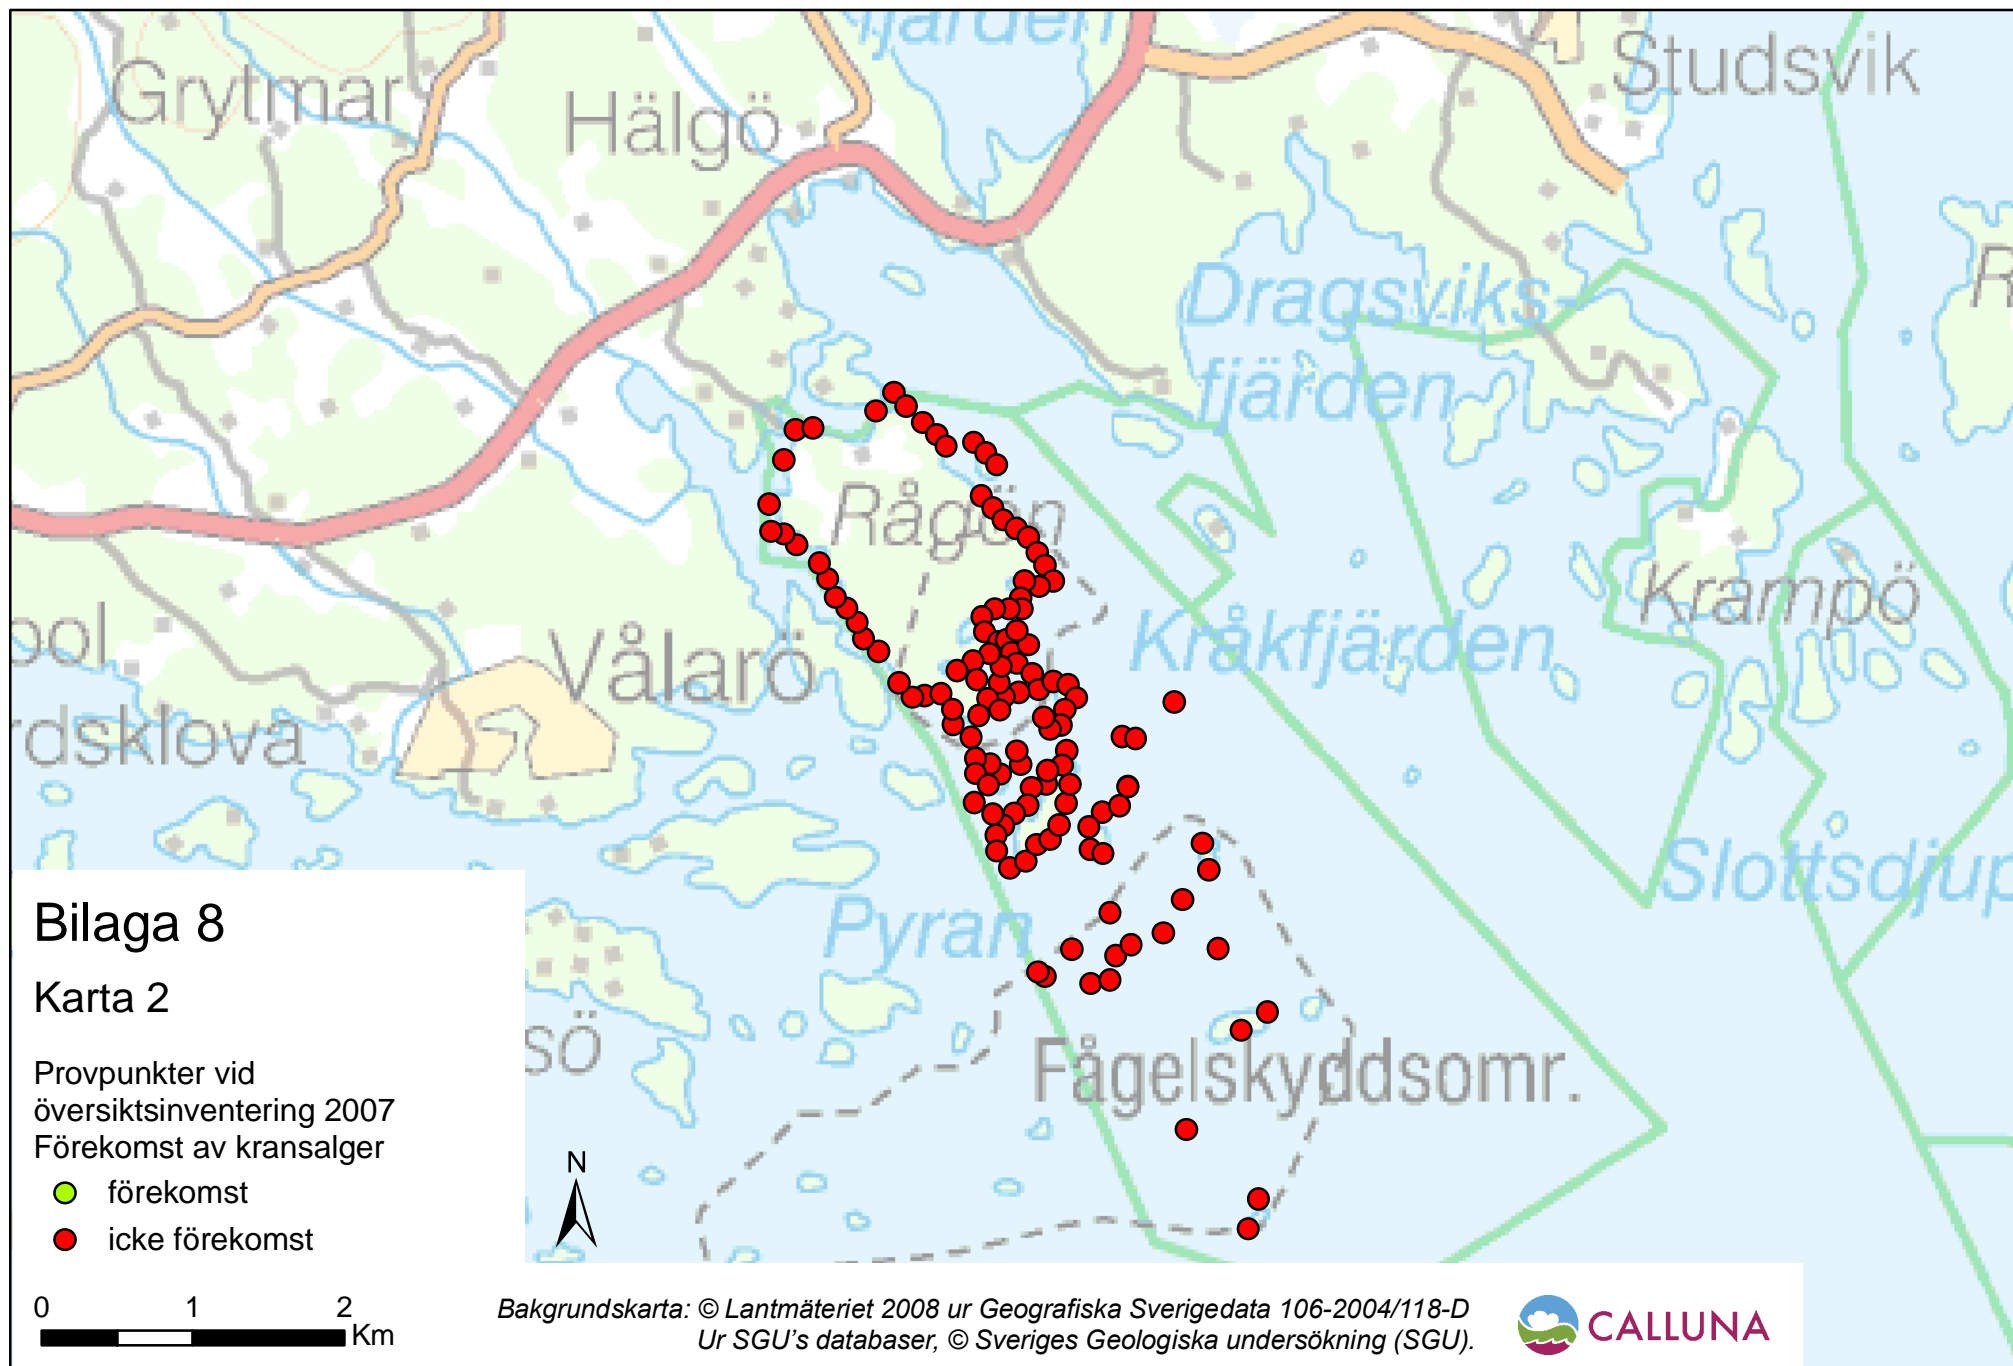 fjärden
Studsvik
Grytmar
Hälgö
Dragsviks-
fjärden
R
Rågön
Krampö
ool
Vålarö
Kråkfjärden
rdsklova
Slottsdjup
Pyran
sö
Fågelskyddsomr.
Bilaga 8
Karta 2
Provpunkter vid
översiktsinventering 2007
Förekomst av kransalger
förekomst
icke förekomst
N
0 1 2
Km
Bakgrundskarta: © Lantmäteriet 2008 ur Geografiska Sverigedata 106-2004/118-D
Ur SGU's databaser, © Sveriges Geologiska undersökning (SGU).
CALLUNA